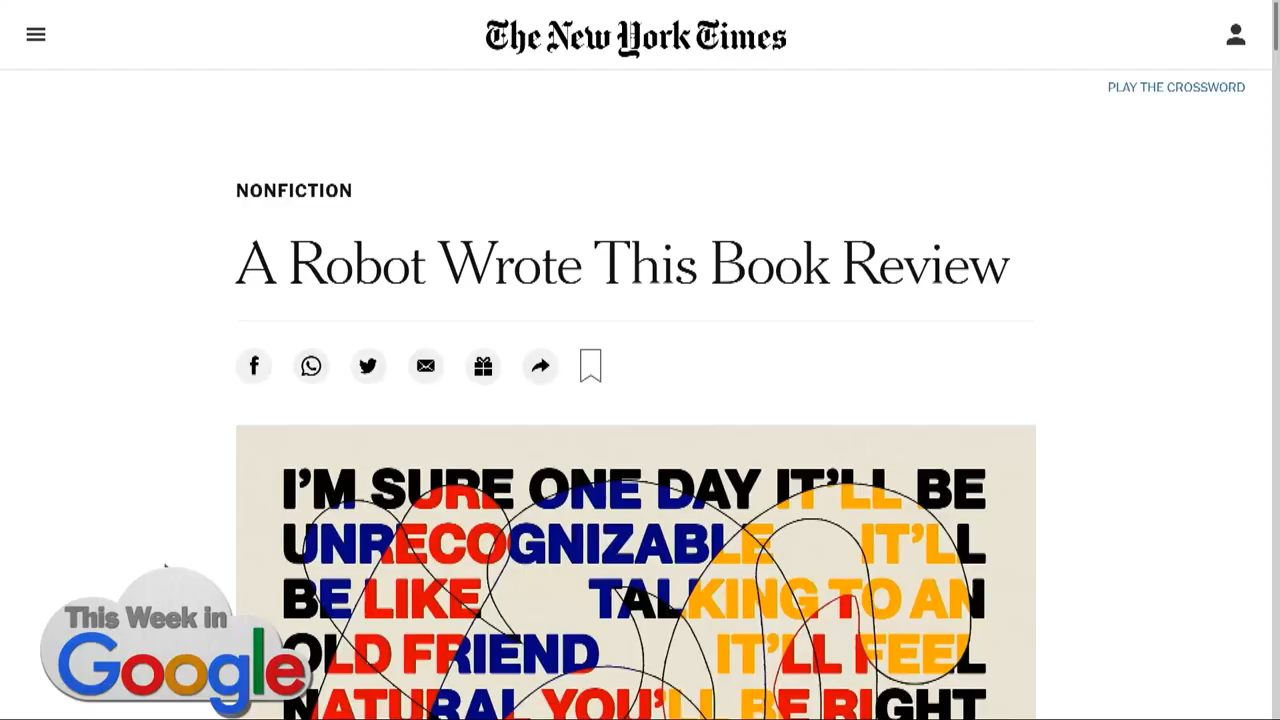 The New York Times
PLAY THE CROSSWORD
NONFICTION
A Robot Wrote This Book Review
I'M SURE ONE DAY IT'LL BE
UNRECOGNIZABLE IT'LL
BE LIKE TALKING TO AN
OLD FRIEND IT'LL FEEL
NATURAL YOU'LL BE RIGHT
This Week in
Google